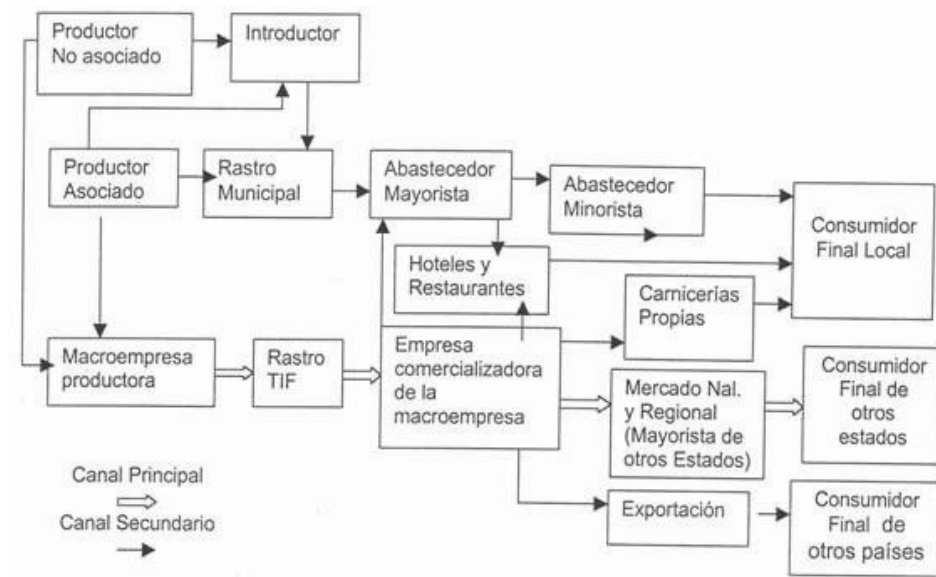 Productor
No asociado
Introductor
Productor
Asociado
Rastro
Municipal
Abastecedor
Mayorista
Abastecedor
Minorista
Consumidor
Final Local
Hoteles y
Restaurantes
Carnicerías
Propias
Macroempresa
productora
Rastro
TIF
Empresa
comercializadora
de la
macroempresa
Mercado Nal.
y Regional
(Mayorista de
otros Estados)
Consumidor
Final de
otros
estados
Canal Principal
Canal Secundario
Exportación
Consumidor
Final de
otros países